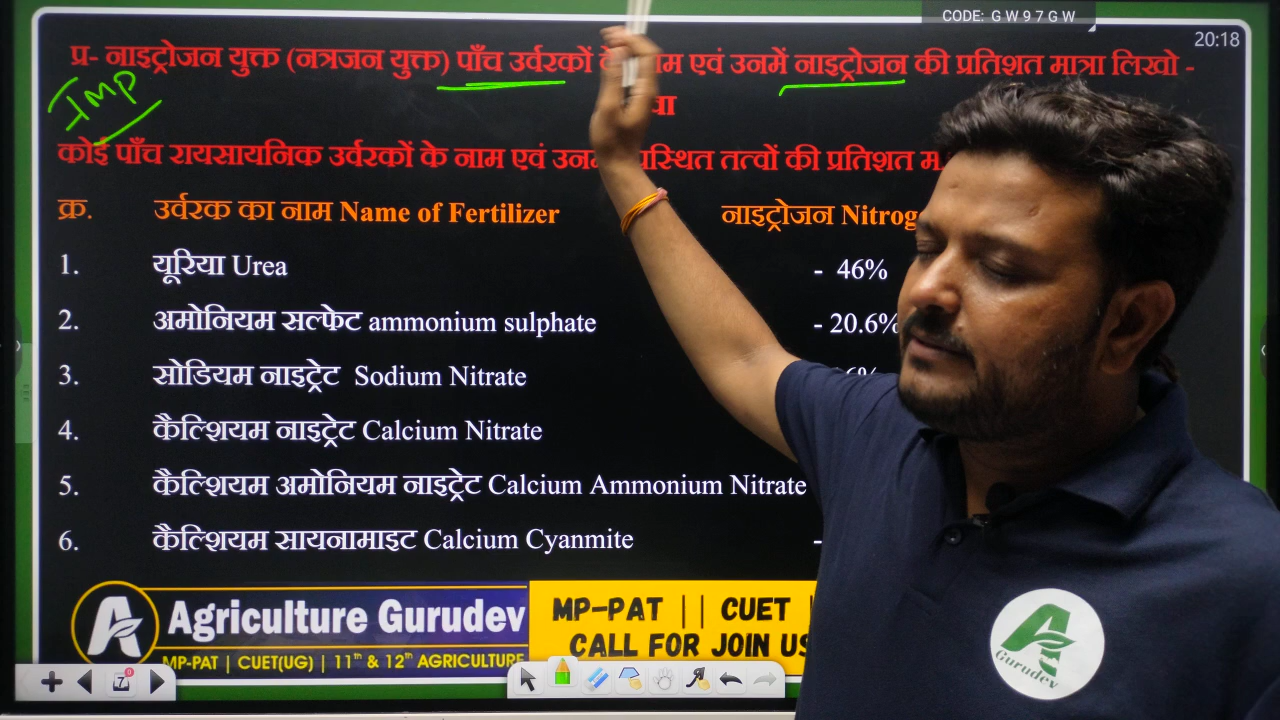 CODE: G W 9 7 G W
20:18
प्र- नाइट्रोजन युक्त (नत्रजन युक्त) पाँच उर्वरकों नाम एवं उनमें नाइट्रोजन की प्रतिशत मात्रा लिखो -
IMP
कोई पाँच रायसायनिक उर्वरकों के नाम एवं तत्वों की प्रतिशत
क्र. उर्वरक का नाम Name of Fertilizer नाइट्रोजन
1. यूरिया Urea - 46%
2. अमोनियम सल्फेट ammonium sulphate - 20.6%
3. सोडियम नाइट्रेट Sodium Nitrate
4. कैल्शियम नाइट्रेट Calcium Nitrate
5. कैल्शियम अमोनियम नाइट्रेट Calcium Ammonium Nitrate
6. कैल्शियम सायनामाइट Calcium Cyanmite -
A Agriculture Gurudev
MP-PAT | CUET(UG) | 11th & 12th AGRICULTURE
MP-PAT || CUET |
CALL FOR JOIN US
A
Gurudev